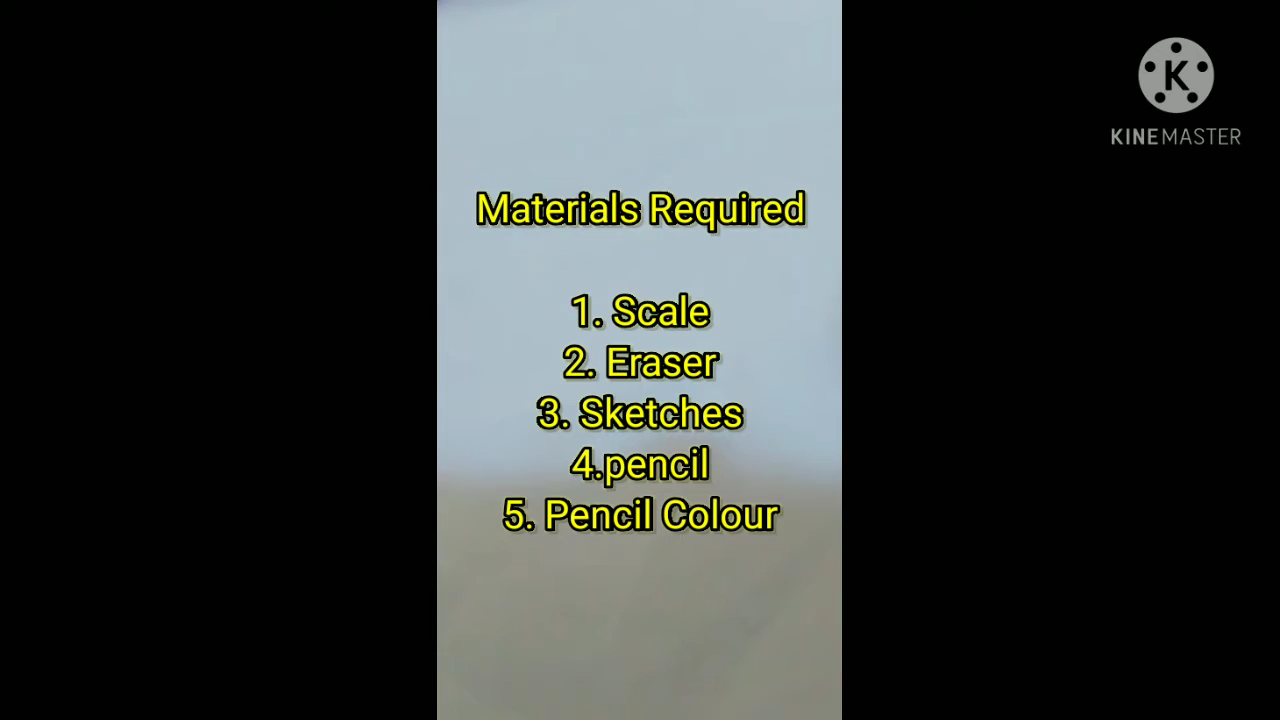 KINEMASTER
Materials Required
1. Scale
2. Eraser
3. Sketches
4.pencil
5. Pencil Colour